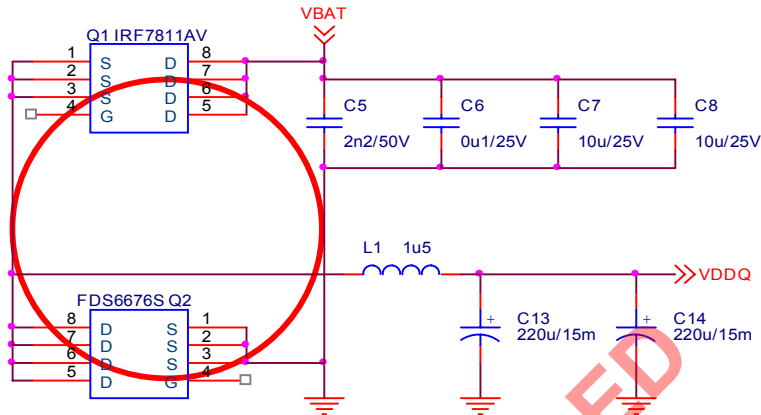 VBAT
Q1 IRF7811AV
1 S D 8
2 S D 7
3 S D 6
4 G D 5
C5 C6 C7 C8
2n2/50V 0u1/25V 10u/25V 10u/25V
L1 1u5
VDDQ
FDS6676S Q2
8 D S 1
7 D S 2
6 D S 3
5 D G 4
+ C13 + C14
220u/15m 220u/15m
ED